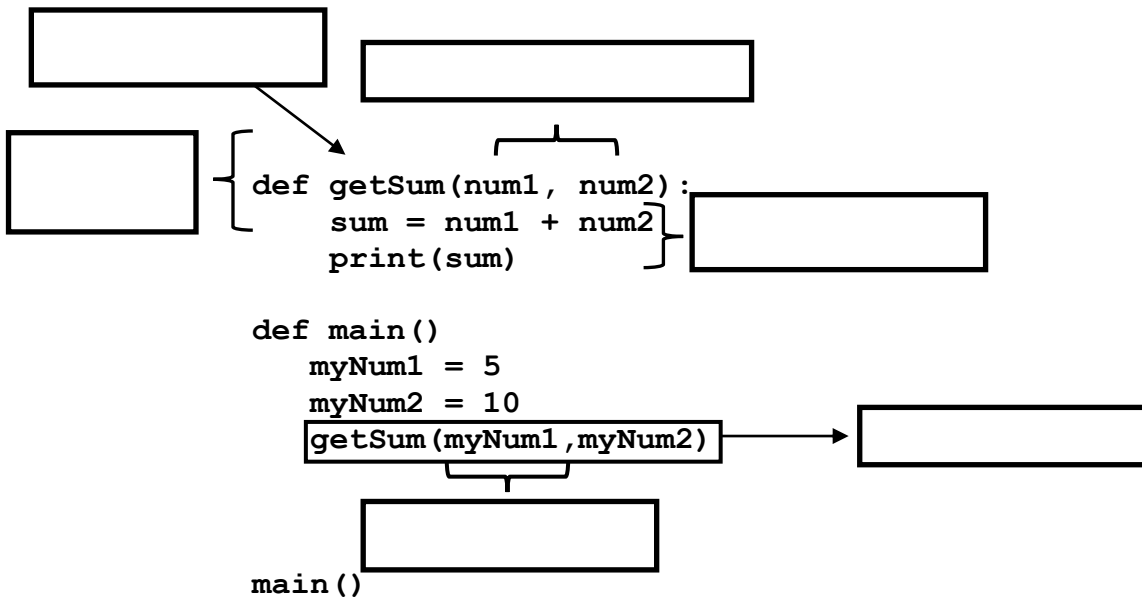 def getSum(num1, num2):
sum = num1 + num2
print(sum)
def main()
myNum1 = 5
myNum2 = 10
getSum(myNum1,myNum2)
main()